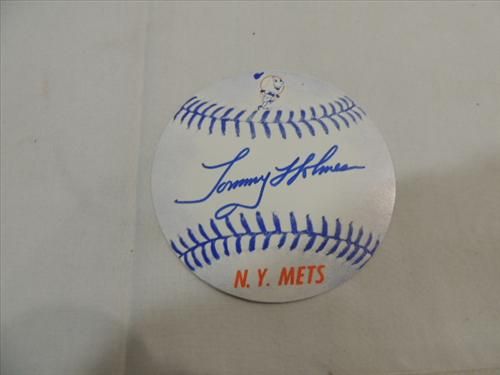 Tommy Holmes
N. Y. METS